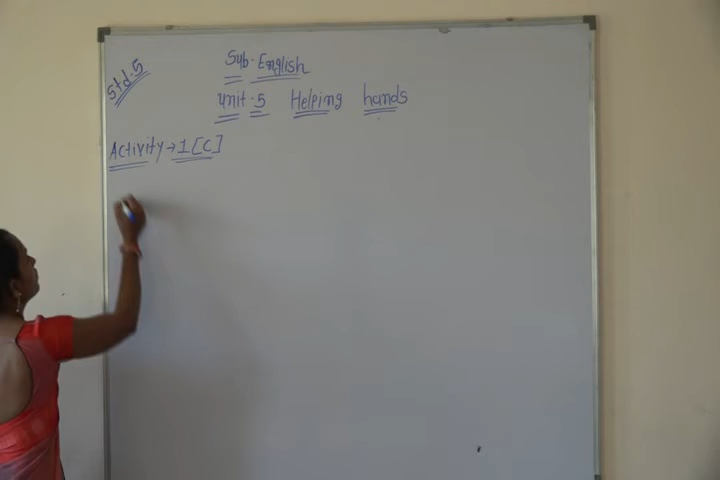 Std. 5
Sub. English
Unit. 5 Helping hands
Activity → 1 [C]